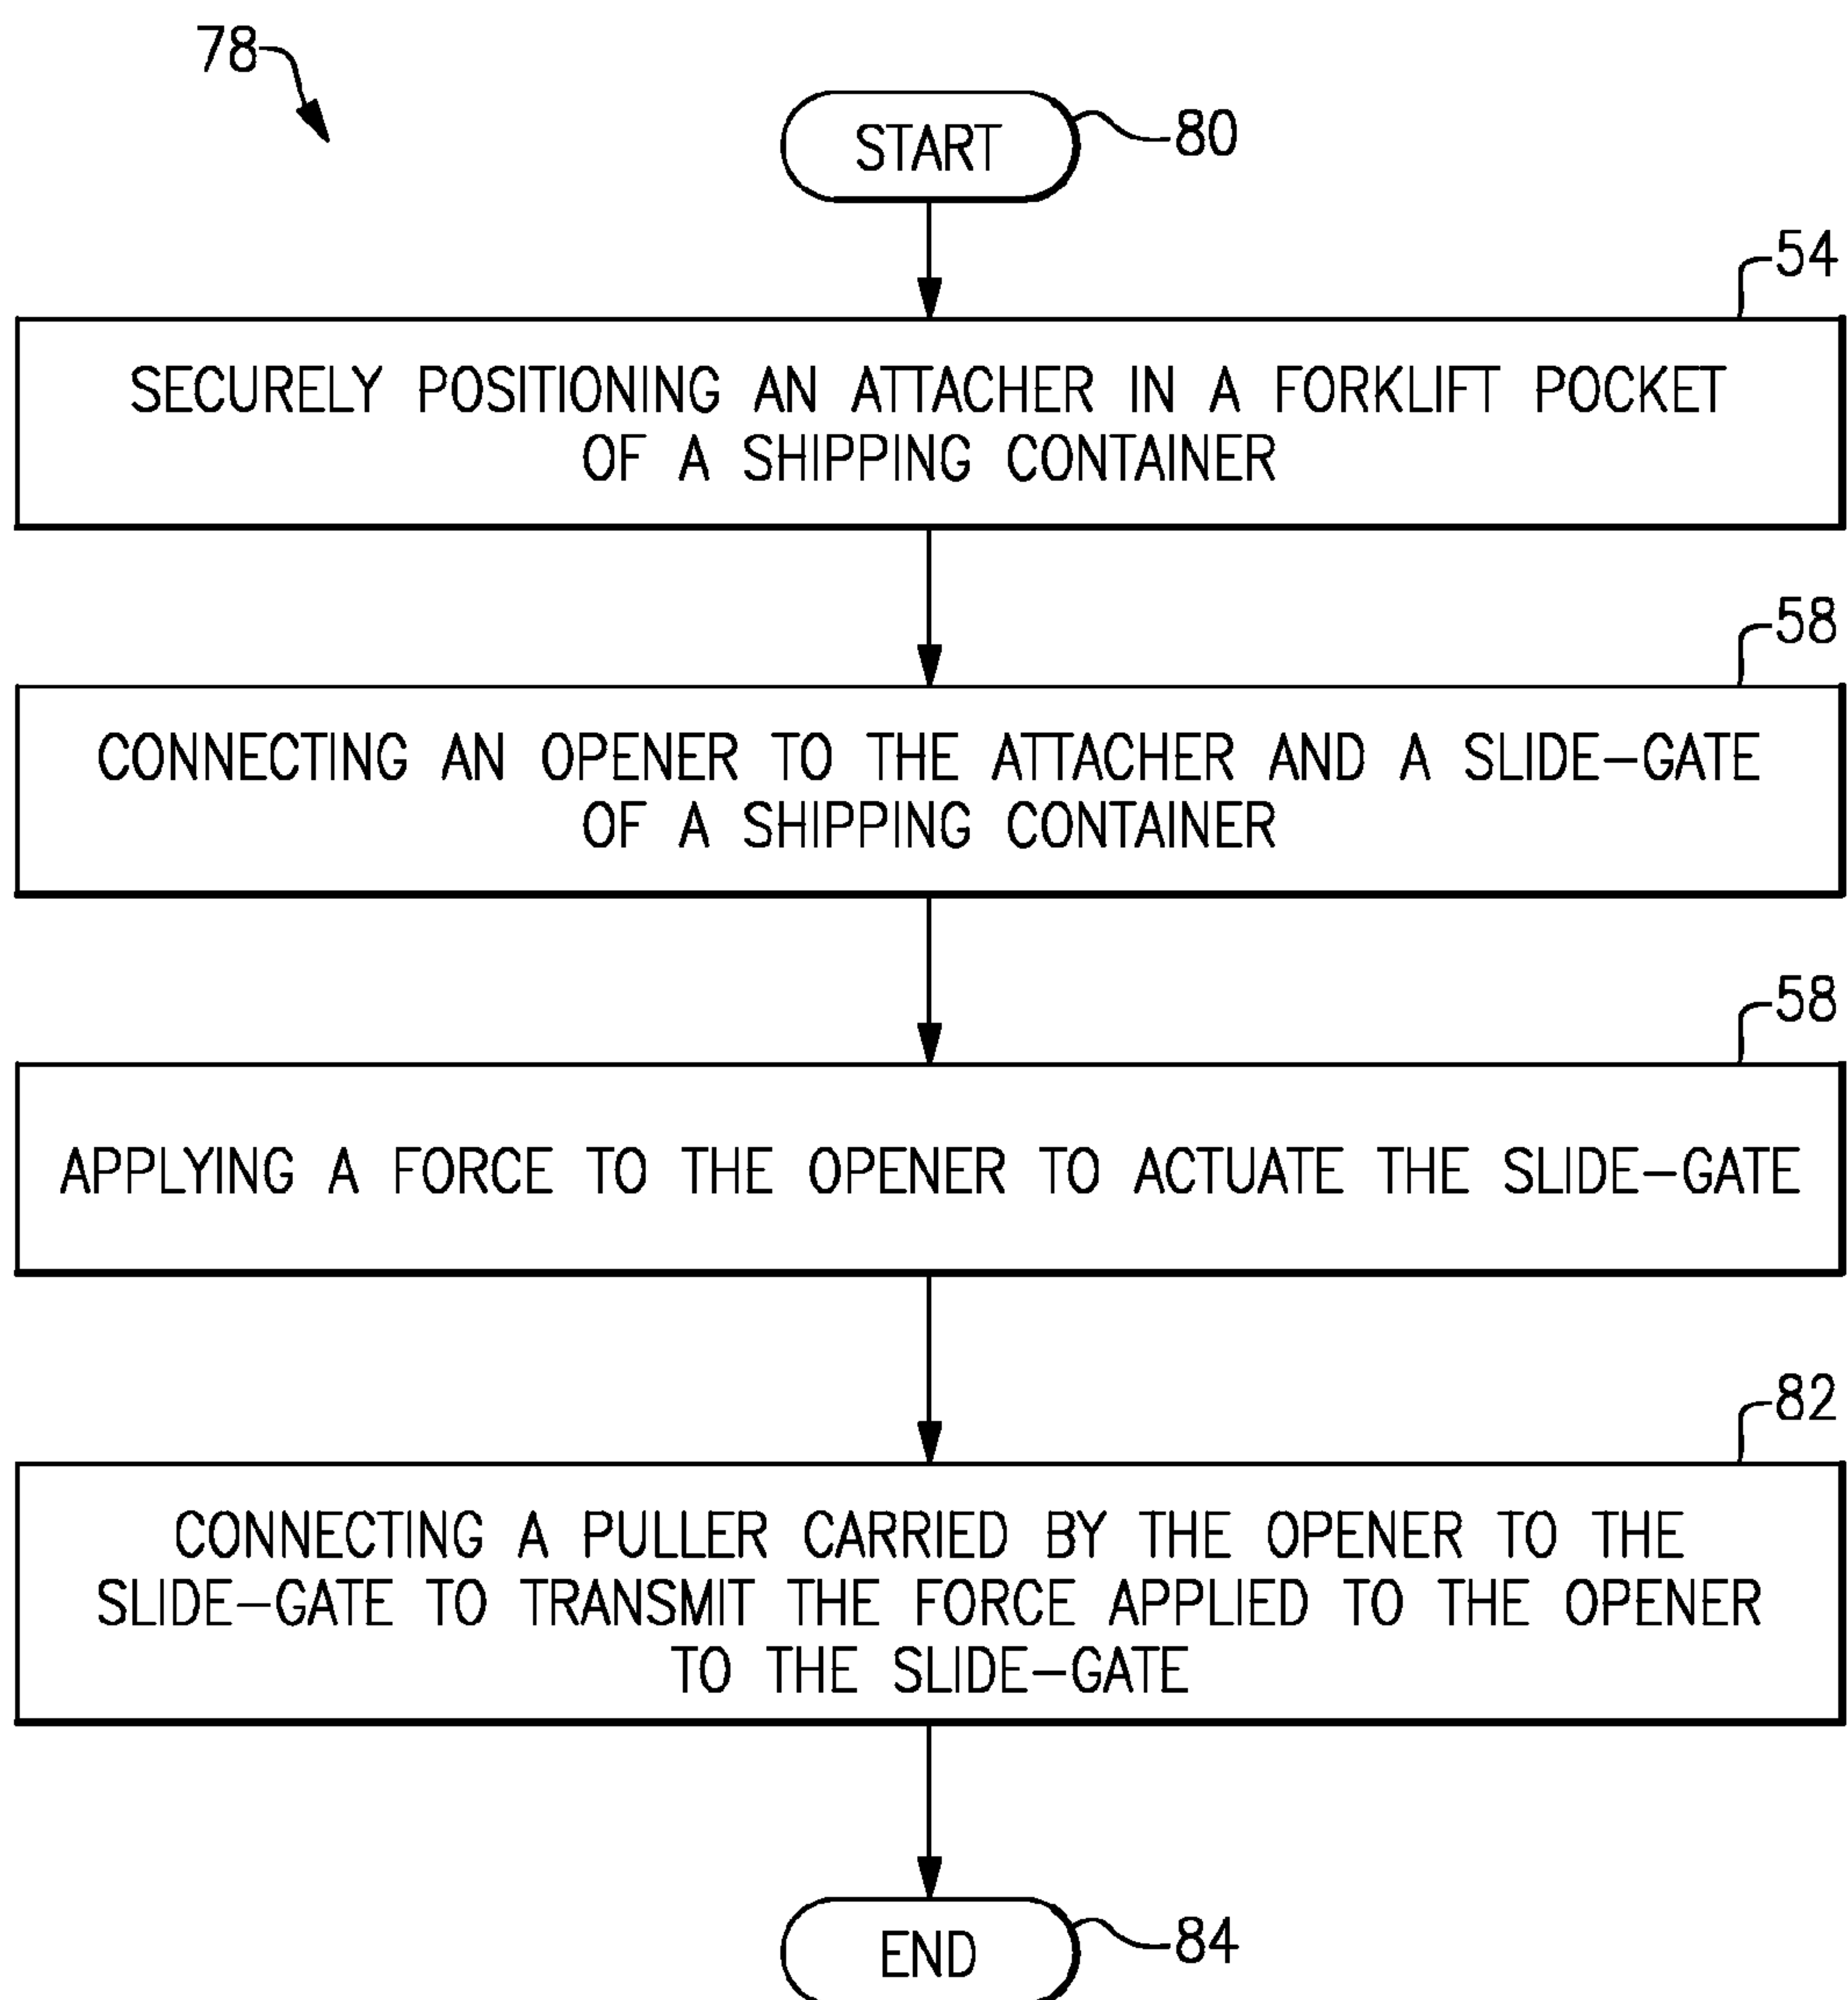 78
START
80
54
SECURELY POSITIONING AN ATTACHER IN A FORKLIFT POCKET
OF A SHIPPING CONTAINER
58
CONNECTING AN OPENER TO THE ATTACHER AND A SLIDE-GATE
OF A SHIPPING CONTAINER
58
APPLYING A FORCE TO THE OPENER TO ACTUATE THE SLIDE-GATE
82
CONNECTING A PULLER CARRIED BY THE OPENER TO THE
SLIDE-GATE TO TRANSMIT THE FORCE APPLIED TO THE OPENER
TO THE SLIDE-GATE
END
84